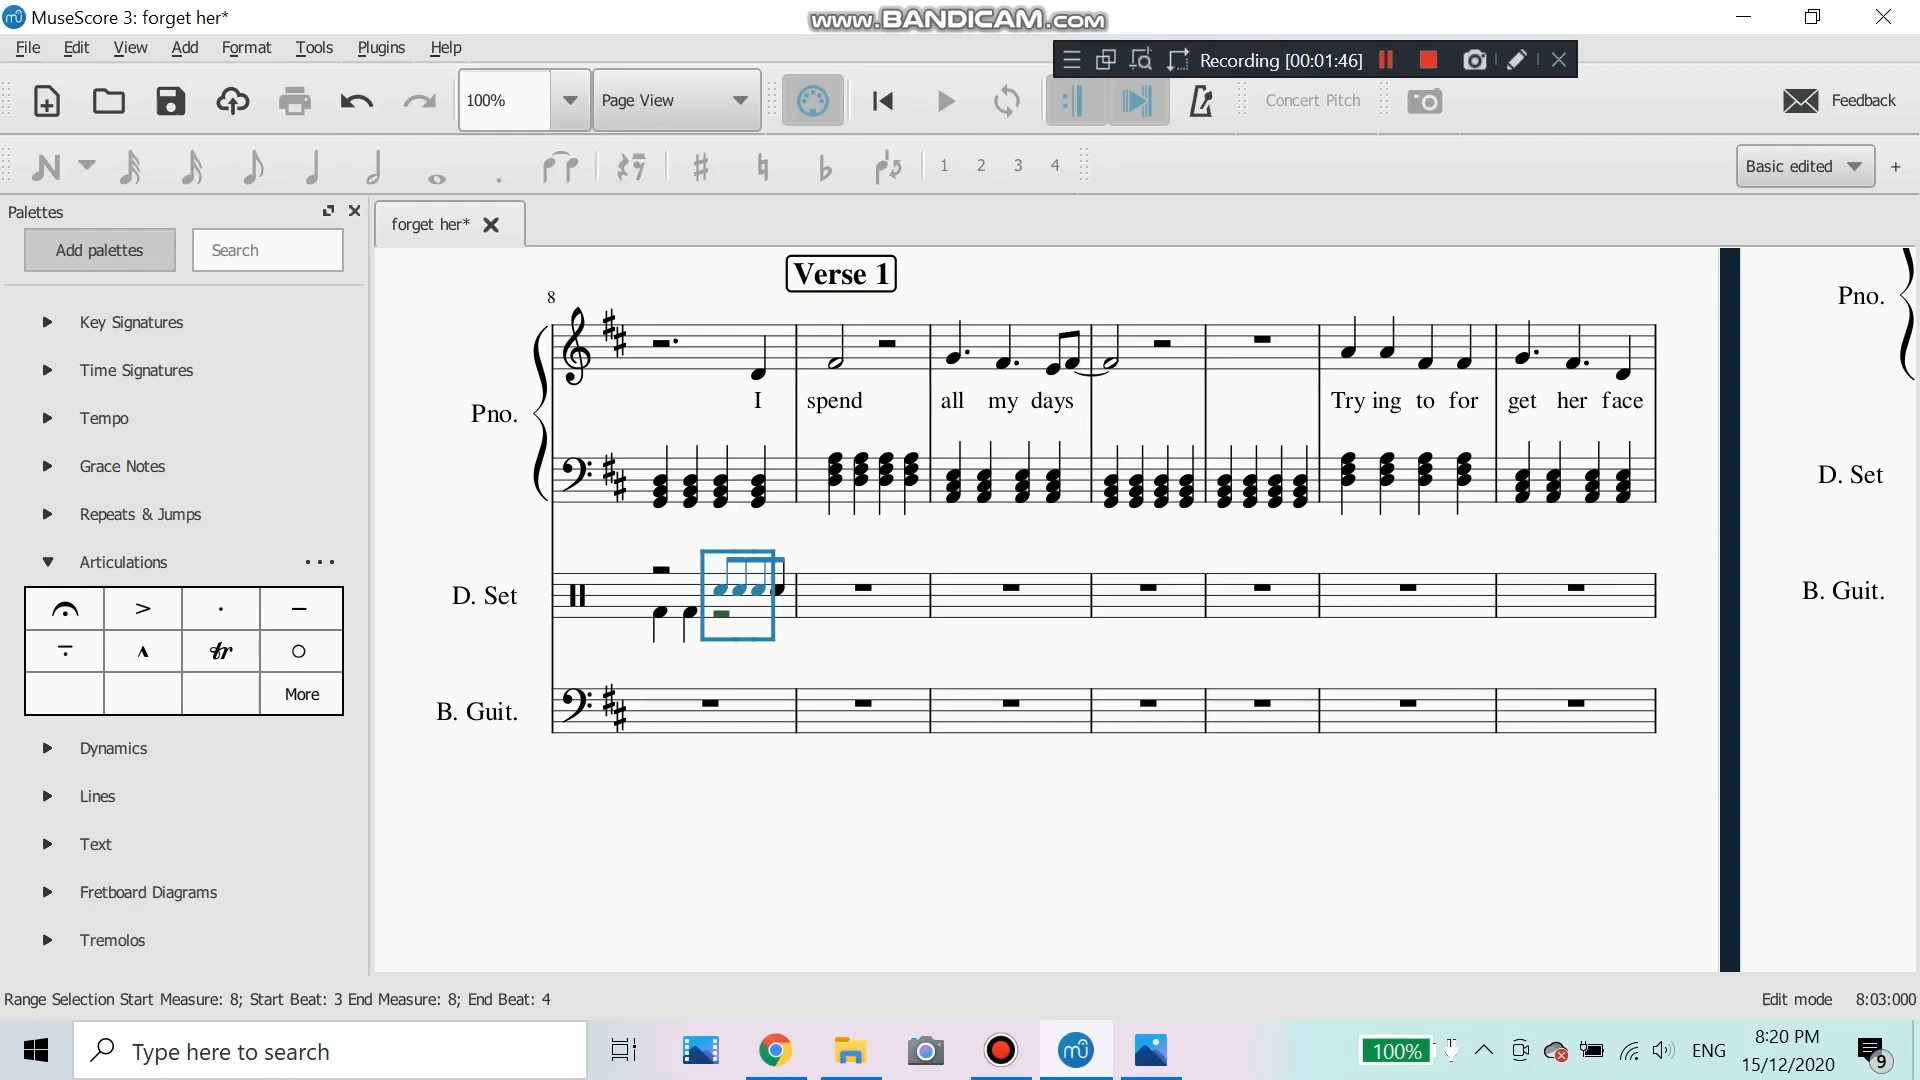 MuseScore 3: forget her*
www.BANDICAM.com
File Edit View Add Format Tools Plugins Help
Recording [00:01:46]
100%
Page View
Concert Pitch
Feedback
1 2 3 4
Basic edited
+
Palettes
Add palettes
Search
Key Signatures
Time Signatures
Tempo
Grace Notes
Repeats & Jumps
Articulations
More
Dynamics
Lines
Text
Fretboard Diagrams
Tremolos
forget her*
Verse 1
8
Pno.
I spend all my days Try ing to for get her face
D. Set
B. Guit.
Pno.
D. Set
B. Guit.
Range Selection Start Measure: 8; Start Beat: 3 End Measure: 8; End Beat: 4
Edit mode 8:03:000
Type here to search
100%
ENG
8:20 PM
15/12/2020
9